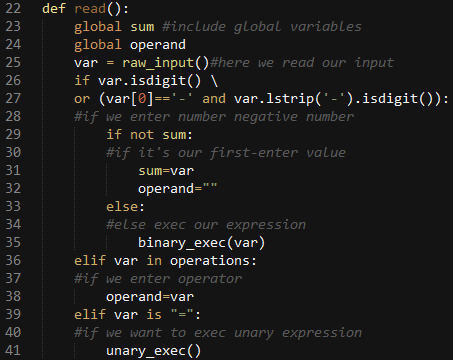 22 def read():
23     global sum #include global variables
24     global operand
25     var = raw_input()#here we read our input
26     if var.isdigit() \
27     or (var[0]=='-' and var.lstrip('-').isdigit()):
28     #if we enter number negative number
29         if not sum:
30         #if it's our first-enter value
31             sum=var
32             operand=""
33         else:
34         #else exec our expression
35             binary_exec(var)
36     elif var in operations:
37     #if we enter operator
38         operand=var
39     elif var is "=":
40     #if we want to exec unary expression
41         unary_exec()